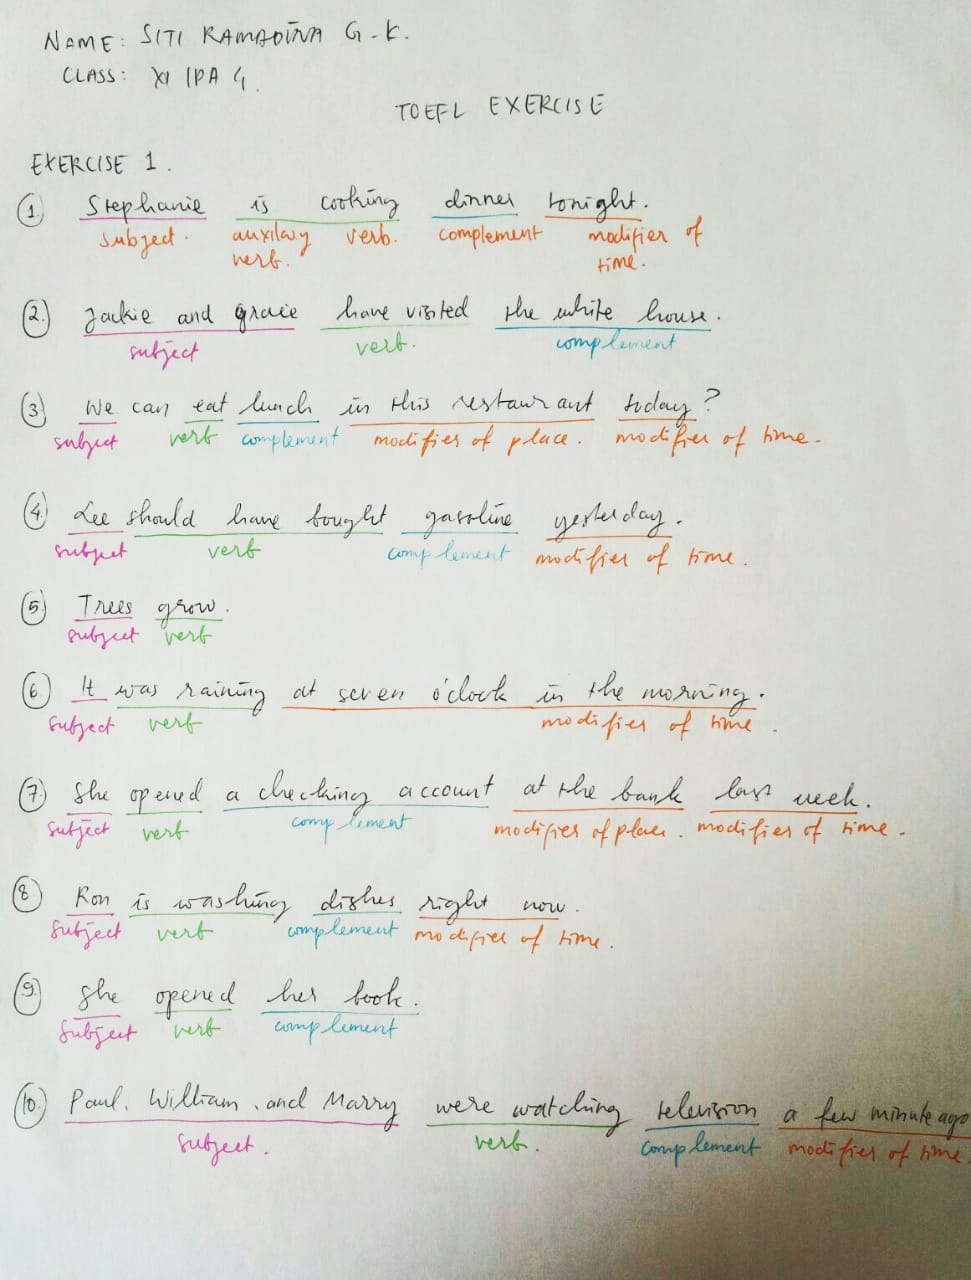 NAME: SITI RAMADINA G.K.
CLASS: XI IPA 4
TOEFL EXERCISE
EXERCISE 1.
① Stephanie is cooking dinner tonight.
subject. auxilary verb. complement modifier of
verb. time.
②. Jackie and gracie have visited the white house.
subject verb. complement
③ We can eat lunch in this restaurant today?
subject verb complement modifier of place. modifier of time.
④ Lee should have bought gasoline yesterday.
subject verb complement modifier of time.
⑤ Trees grow.
subject verb
⑥ It was raining at seven o'clock in the morning.
subject verb modifier of time.
⑦ She opened a checking account at the bank last week.
subject verb complement modifier of place. modifier of time.
⑧ Ron is washing dishes right now.
subject verb complement modifier of time.
⑨ She opened her book.
subject verb complement
⑩ Paul, William, and Marry were watching television a few minute ago
subject. verb. complement modifier of time.